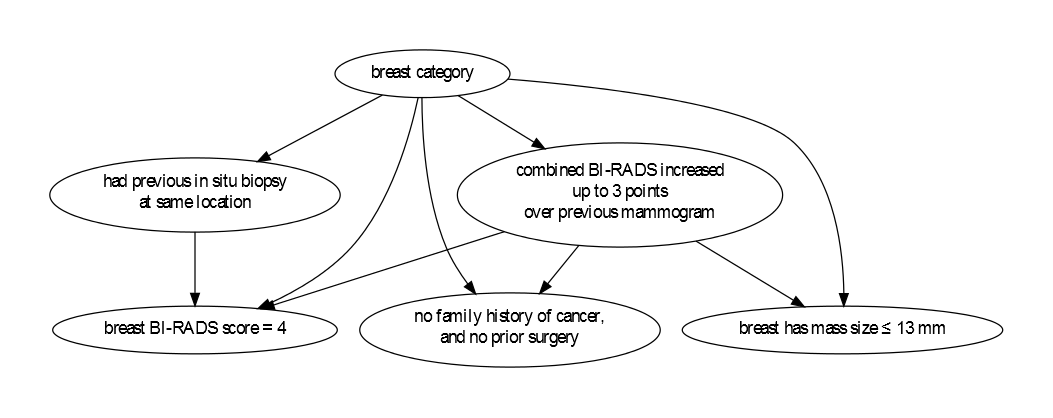 breast category
had previous in situ biopsy
at same location
combined BI-RADS increased
up to 3 points
over previous mammogram
breast BI-RADS score = 4
no family history of cancer,
and no prior surgery
breast has mass size ≤ 13 mm